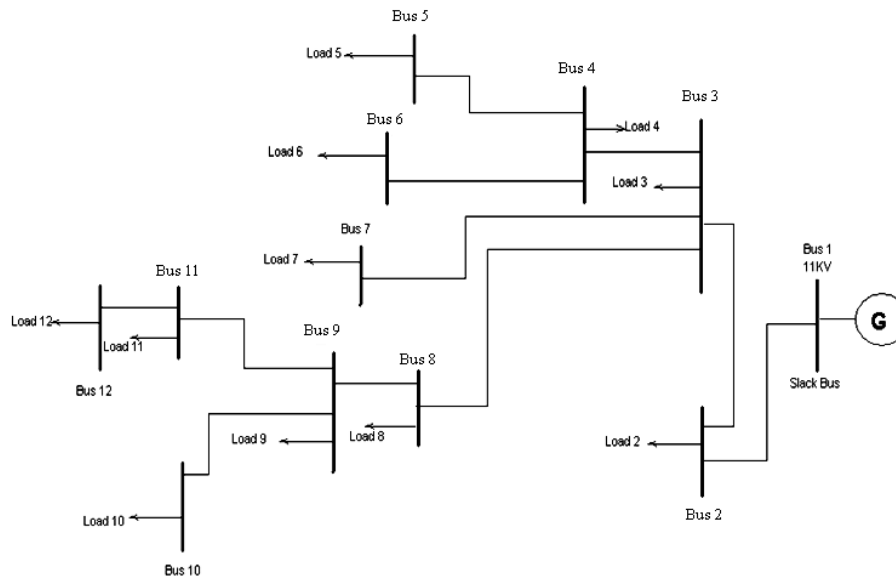 Bus 5
Load 5
Bus 4
Bus 3
Bus 6
Load 4
Load 6
Load 3
Bus 7
Load 7
Bus 1
11KV
G
Bus 11
Load 12
Load 11
Bus 9
Bus 8
Bus 12
Slack Bus
Load 9
Load 8
Load 2
Load 10
Bus 2
Bus 10